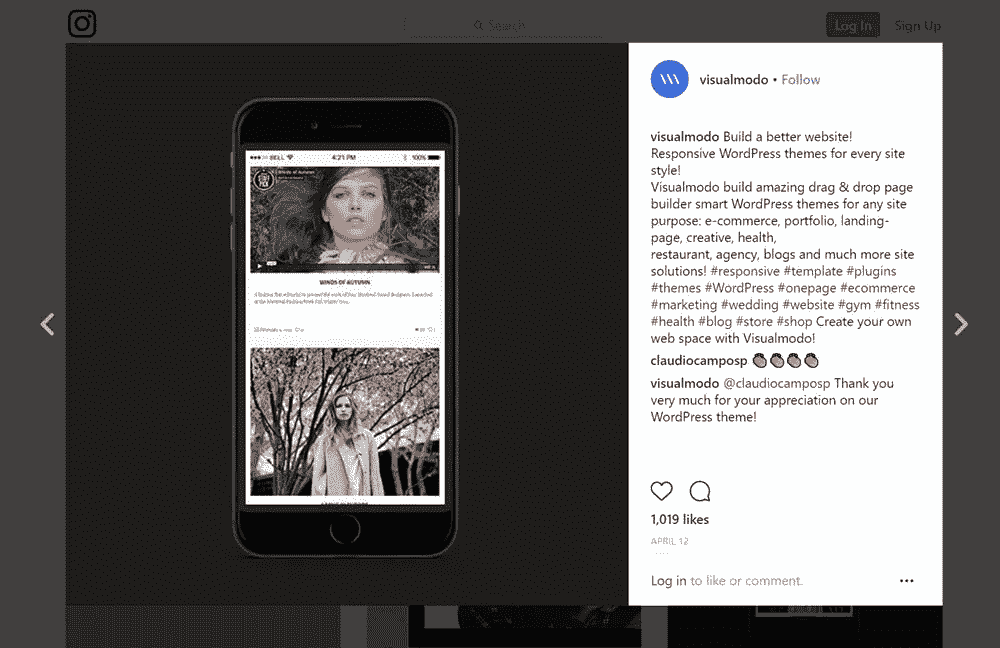 Search
Log In
Sign Up
visualmodo • Follow
visualmodo Build a better website!
Responsive WordPress themes for every site
style!
Visualmodo build amazing drag & drop page
builder smart WordPress themes for any site
purpose: e-commerce, portfolio, landing-
page, creative, health,
restaurant, agency, blogs and much more site
solutions! #responsive #template #plugins
#themes #WordPress #onepage #ecommerce
#marketing #wedding #website #gym #fitness
#health #blog #store #shop Create your own
web space with Visualmodo!
claudiocamposp 👏👏👏👏
visualmodo @claudiocamposp Thank you
very much for your appreciation on our
WordPress theme!
1,019 likes
APRIL 12
Log in to like or comment.
BELL
4:21 PM
100%
WINDS OF AUTUMN